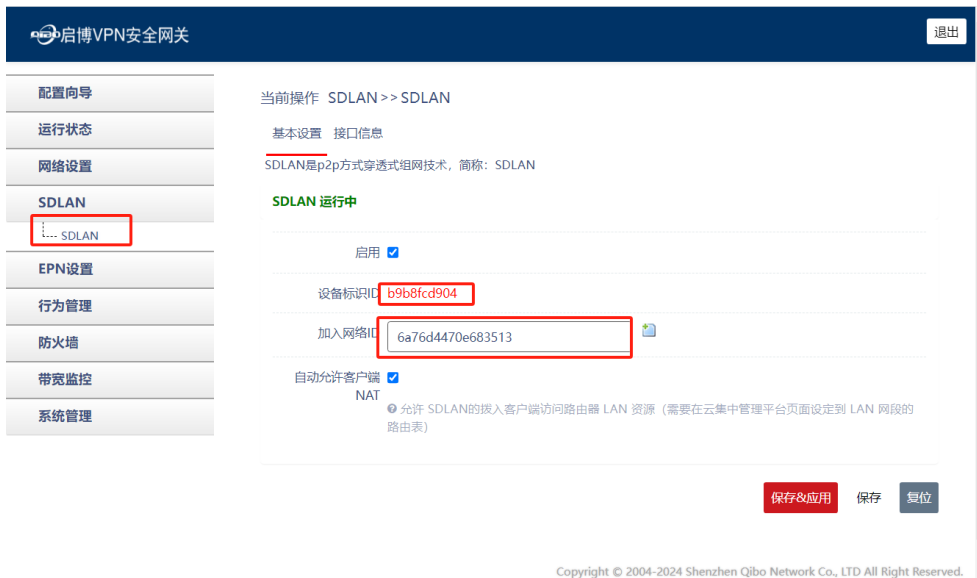 QIBO启博VPN安全网关
退出
配置向导
运行状态
网络设置
SDLAN
SDLAN
EPN设置
行为管理
防火墙
带宽监控
系统管理
当前操作 SDLAN>>SDLAN
基本设置 接口信息
SDLAN是p2p方式穿透式组网技术，简称：SDLAN
SDLAN 运行中
启用
设备标识ID b9b8fcd904
加入网络ID 6a76d4470e683513
自动允许客户端
NAT
允许 SDLAN的拨入客户端访问路由器 LAN 资源（需要在云集中管理平台页面设定到 LAN 网段的
路由表）
保存&应用 保存 复位
Copyright © 2004-2024 Shenzhen Qibo Network Co., LTD All Right Reserved.